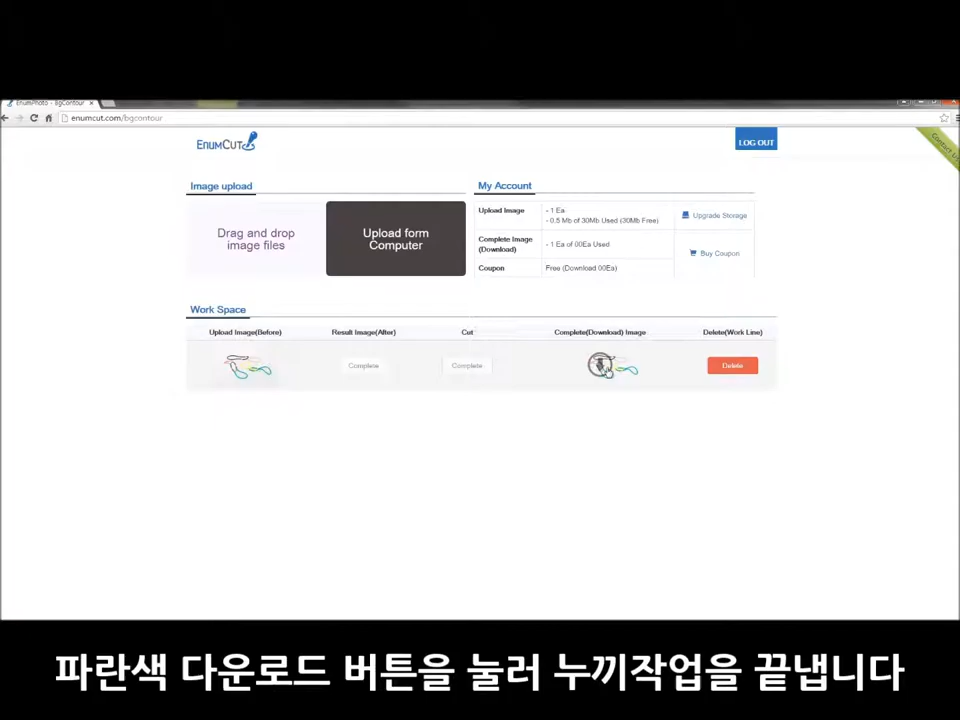 EnumPhoto - BgContour
enumcut.com/bgcontour
ENUMCUT
LOG OUT
Contact Us
Image upload
My Account
Drag and drop
image files
Upload form
Computer
Upload Image
- 1 Ea
- 0.5 Mb of 30Mb Used (30Mb Free)
Upgrade Storage
Complete Image
(Download)
- 1 Ea of 00Ea Used
Buy Coupon
Coupon
Free (Download 00Ea)
Work Space
Upload Image(Before) Result Image(After) Cut Complete(Download) Image Delete(Work Line)
Complete Complete Delete
파란색 다운로드 버튼을 눌러 누끼작업을 끝냅니다